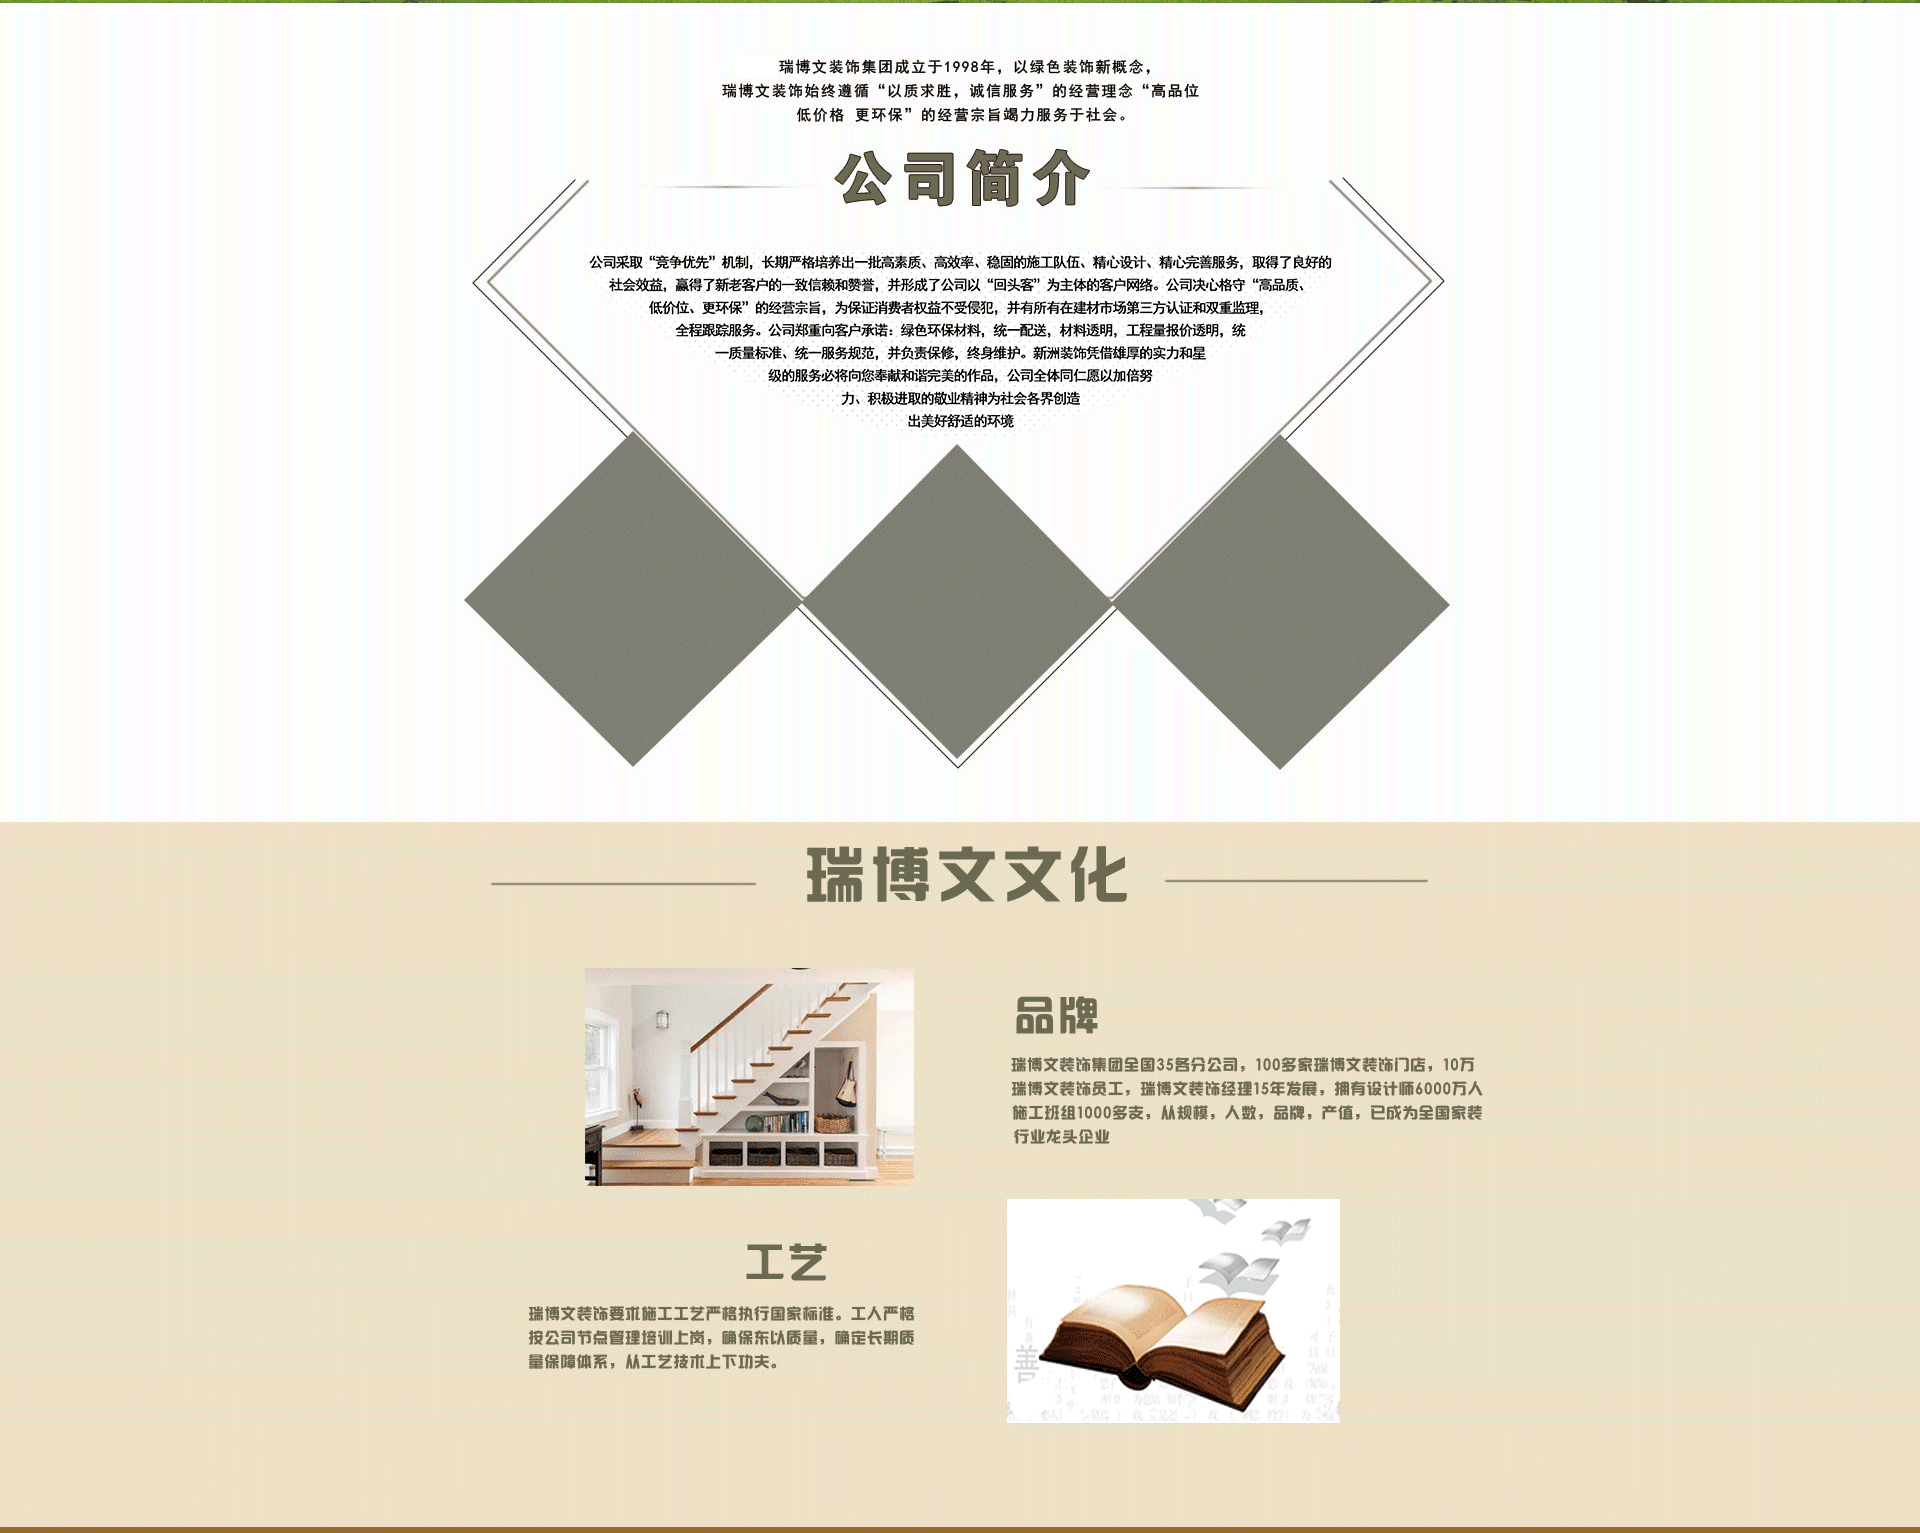 瑞博文装饰集团成立于1998年，以绿色装饰新概念，
瑞博文装饰始终遵循“以质求胜，诚信服务”的经营理念“高品位
低价格 更环保”的经营宗旨竭力服务于社会。
公司简介
公司采取“竞争优先”机制，长期严格培养出一批高素质、高效率、稳固的施工队伍、精心设计、精心完善服务，取得了良好的
社会效益，赢得了新老客户的一致信赖和赞誉，并形成了公司以“回头客”为主体的客户网络。公司决心格守“高品质、
低价位、更环保”的经营宗旨，为保证消费者权益不受侵犯，并有所有在建材市场第三方认证和双重监理，
全程跟踪服务。公司郑重向客户承诺：绿色环保材料，统一配送，材料透明，工程量报价透明，统
一质量标准、统一服务规范，并负责保修，终身维护。新洲装饰凭借雄厚的实力和星
级的服务必将向您奉献和谐完美的作品，公司全体同仁愿以加倍努
力、积极进取的敬业精神为社会各界创造
出美好舒适的环境
瑞博文文化
品牌
瑞博文装饰集团全国35各分公司，100多家瑞博文装饰门店，10万
瑞博文装饰员工，瑞博文装饰经理15年发展，拥有设计师6000万人
施工班组1000多支，从规模，人数，品牌，产值，已成为全国家装
行业龙头企业
工艺
瑞博文装饰要求施工工艺严格执行国家标准。工人严格
按公司节点管理培训上岗，确保东以质量，确定长期质
量保障体系，从工艺技术上下功夫。
善